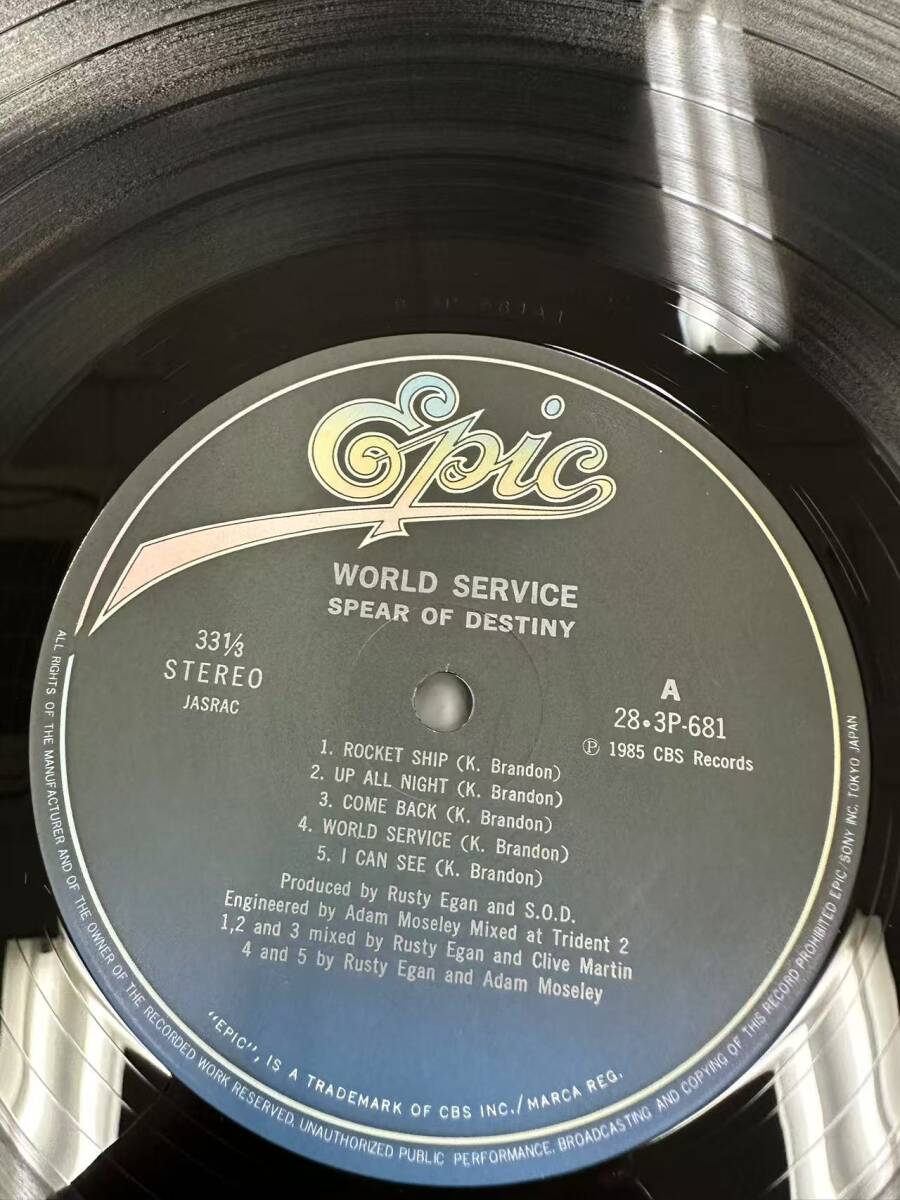 Epic
WORLD SERVICE
SPEAR OF DESTINY
33⅓
STEREO
JASRAC
A
28•3P-681
Ⓟ 1985 CBS Records
1. ROCKET SHIP (K. Brandon)
2. UP ALL NIGHT (K. Brandon)
3. COME BACK (K. Brandon)
4. WORLD SERVICE (K. Brandon)
5. I CAN SEE (K. Brandon)
Produced by Rusty Egan and S.O.D.
Engineered by Adam Moseley Mixed at Trident 2
1,2 and 3 mixed by Rusty Egan and Clive Martin
4 and 5 by Rusty Egan and Adam Moseley
"EPIC", IS A TRADEMARK OF CBS INC./MARCA REG.
ALL RIGHTS OF THE MANUFACTURER AND OF THE OWNER OF THE RECORDED WORK RESERVED, UNAUTHORIZED PUBLIC PERFORMANCE, BROADCASTING AND COPYING OF THIS RECORD PROHIBITED EPIC/SONY INC. TOKYO JAPAN